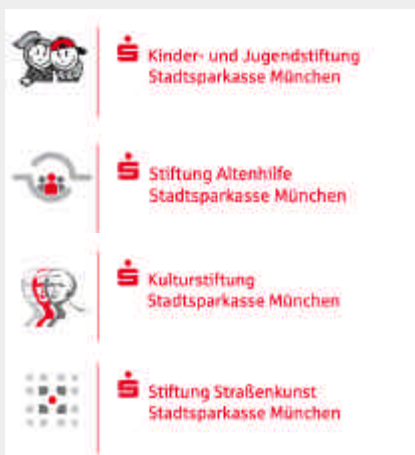 Kinder- und Jugendstiftung
Stadtsparkasse München
Stiftung Altenhilfe
Stadtsparkasse München
Kulturstiftung
Stadtsparkasse München
Stiftung Straßenkunst
Stadtsparkasse München